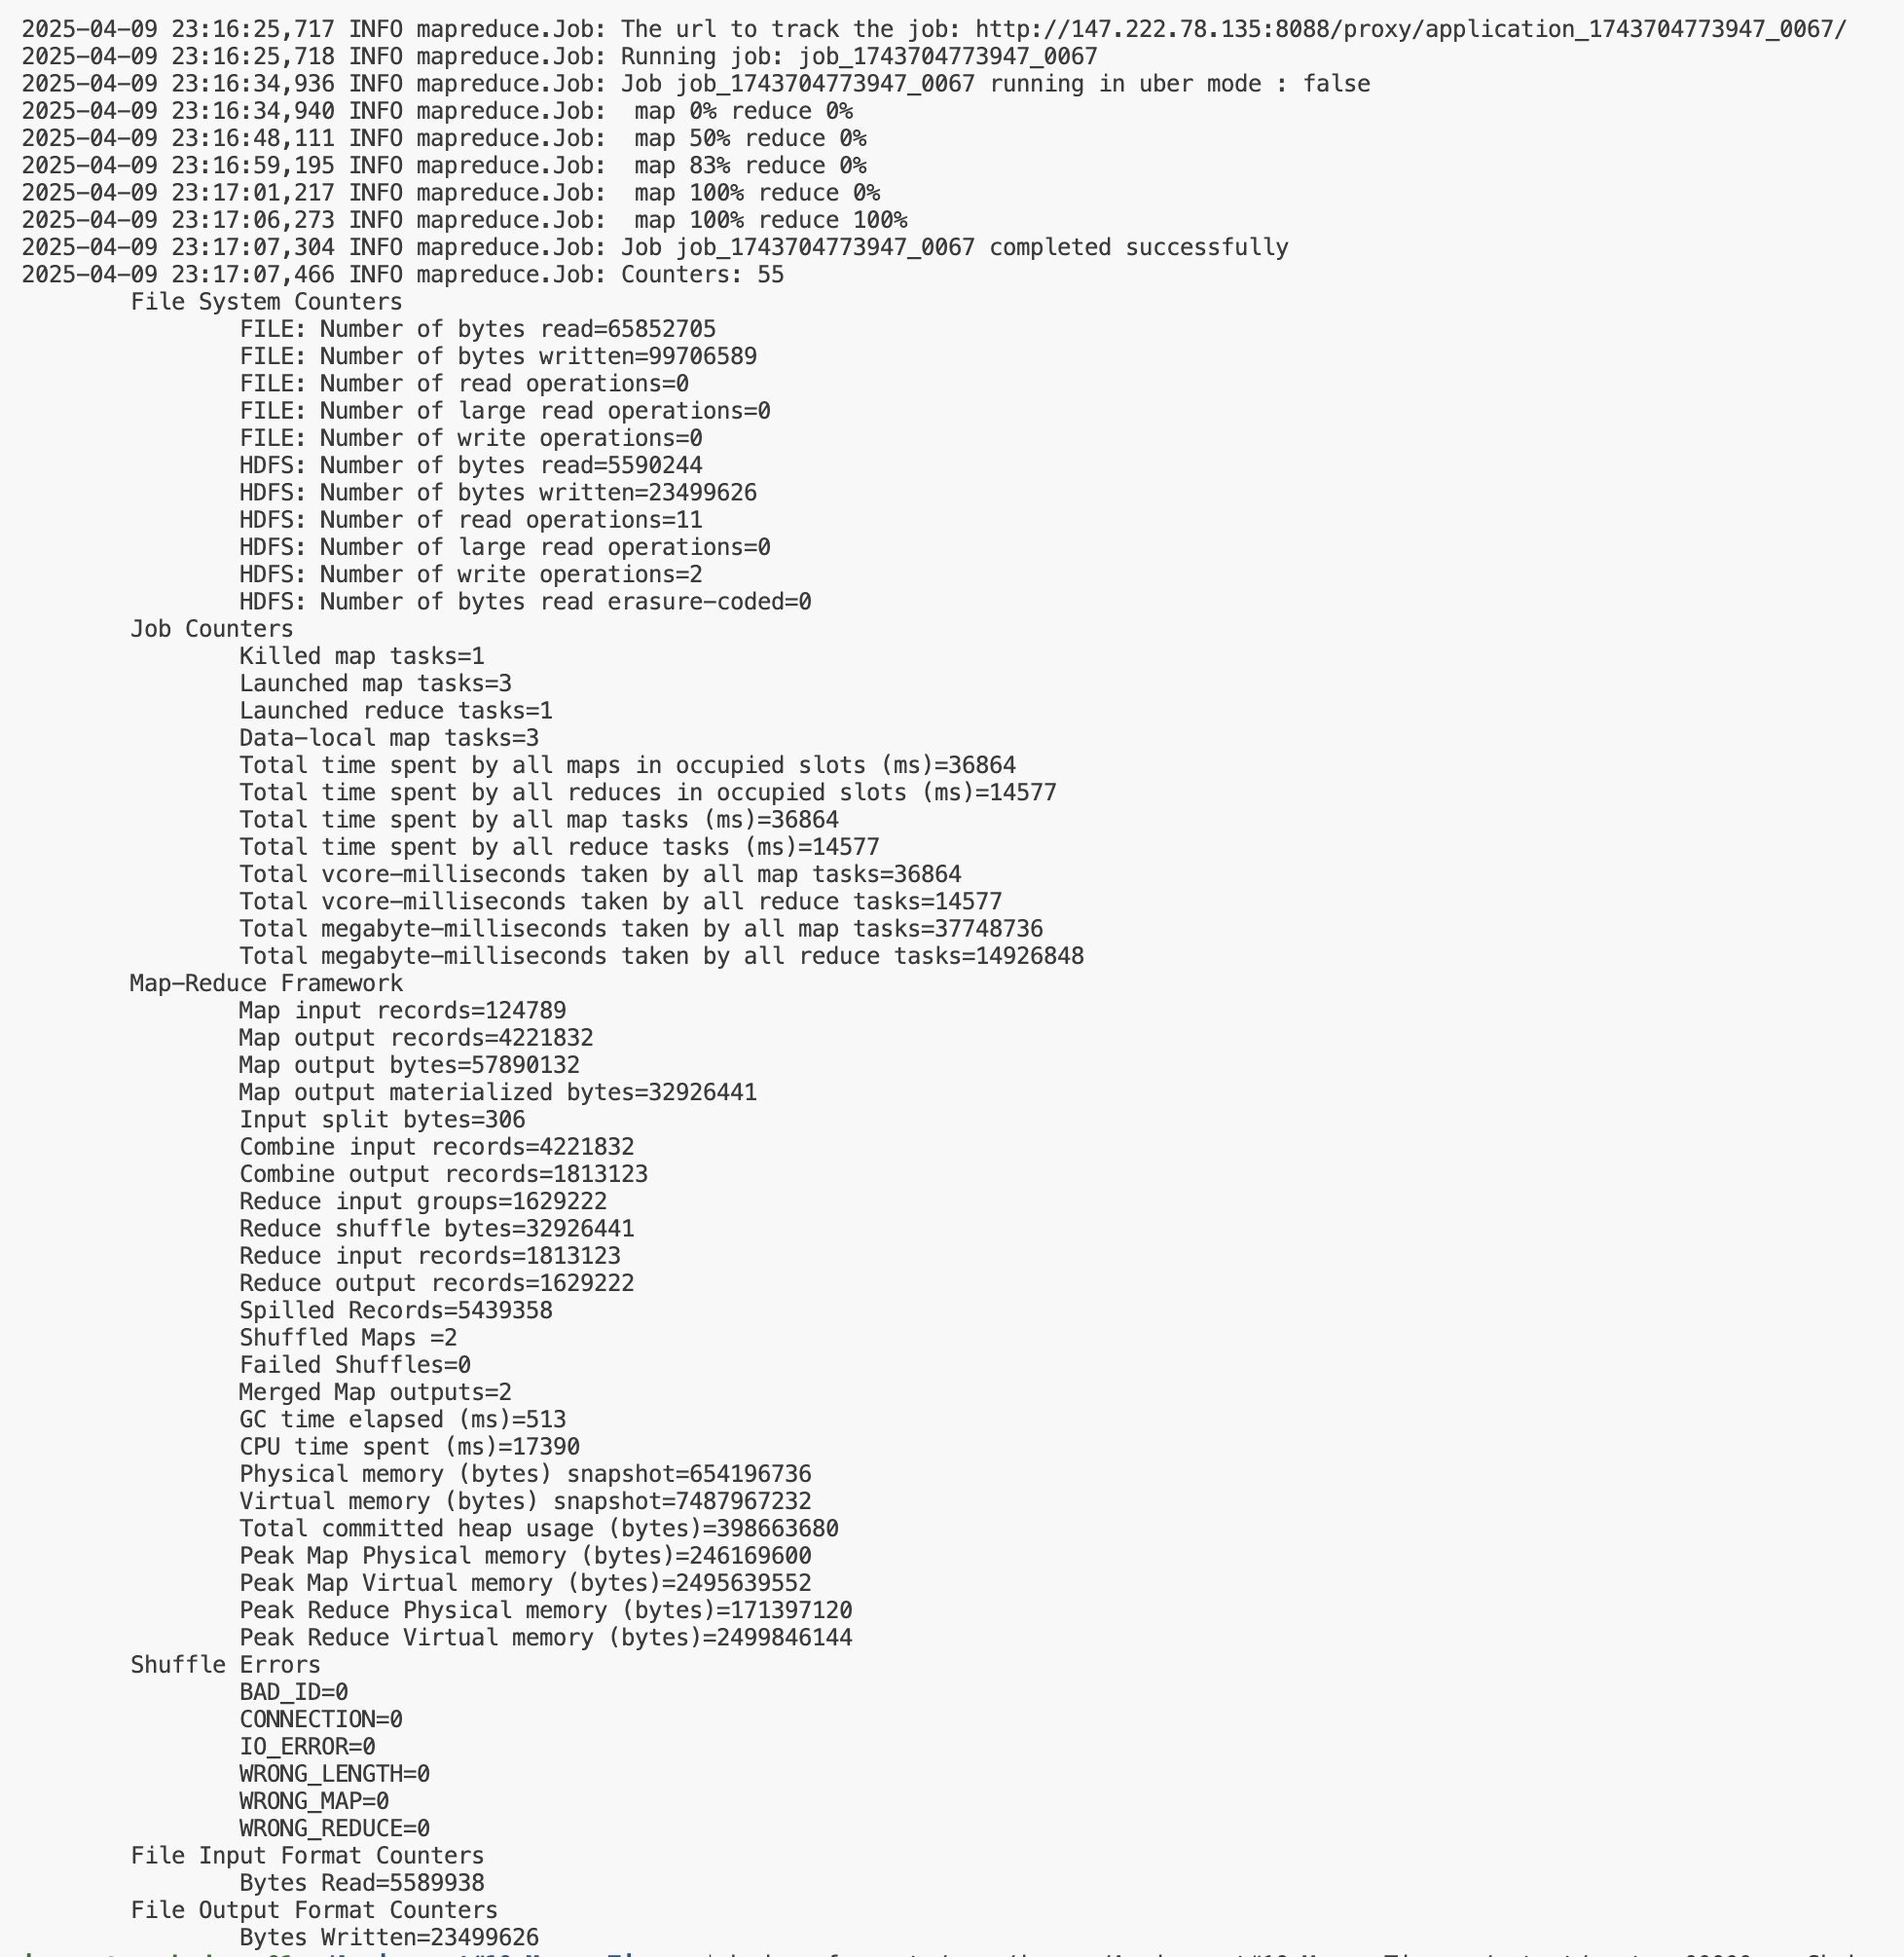 2025-04-09 23:16:25,717 INFO mapreduce.Job: The url to track the job: http://147.222.78.135:8088/proxy/application_1743704773947_0067/
2025-04-09 23:16:25,718 INFO mapreduce.Job: Running job: job_1743704773947_0067
2025-04-09 23:16:34,936 INFO mapreduce.Job: Job job_1743704773947_0067 running in uber mode : false
2025-04-09 23:16:34,940 INFO mapreduce.Job:  map 0% reduce 0%
2025-04-09 23:16:48,111 INFO mapreduce.Job:  map 50% reduce 0%
2025-04-09 23:16:59,195 INFO mapreduce.Job:  map 83% reduce 0%
2025-04-09 23:17:01,217 INFO mapreduce.Job:  map 100% reduce 0%
2025-04-09 23:17:06,273 INFO mapreduce.Job:  map 100% reduce 100%
2025-04-09 23:17:07,304 INFO mapreduce.Job: Job job_1743704773947_0067 completed successfully
2025-04-09 23:17:07,466 INFO mapreduce.Job: Counters: 55
File System Counters
FILE: Number of bytes read=65852705
FILE: Number of bytes written=99706589
FILE: Number of read operations=0
FILE: Number of large read operations=0
FILE: Number of write operations=0
HDFS: Number of bytes read=5590244
HDFS: Number of bytes written=23499626
HDFS: Number of read operations=11
HDFS: Number of large read operations=0
HDFS: Number of write operations=2
HDFS: Number of bytes read erasure-coded=0
Job Counters
Killed map tasks=1
Launched map tasks=3
Launched reduce tasks=1
Data-local map tasks=3
Total time spent by all maps in occupied slots (ms)=36864
Total time spent by all reduces in occupied slots (ms)=14577
Total time spent by all map tasks (ms)=36864
Total time spent by all reduce tasks (ms)=14577
Total vcore-milliseconds taken by all map tasks=36864
Total vcore-milliseconds taken by all reduce tasks=14577
Total megabyte-milliseconds taken by all map tasks=37748736
Total megabyte-milliseconds taken by all reduce tasks=14926848
Map-Reduce Framework
Map input records=124789
Map output records=4221832
Map output bytes=57890132
Map output materialized bytes=32926441
Input split bytes=306
Combine input records=4221832
Combine output records=1813123
Reduce input groups=1629222
Reduce shuffle bytes=32926441
Reduce input records=1813123
Reduce output records=1629222
Spilled Records=5439358
Shuffled Maps =2
Failed Shuffles=0
Merged Map outputs=2
GC time elapsed (ms)=513
CPU time spent (ms)=17390
Physical memory (bytes) snapshot=654196736
Virtual memory (bytes) snapshot=7487967232
Total committed heap usage (bytes)=398663680
Peak Map Physical memory (bytes)=246169600
Peak Map Virtual memory (bytes)=2495639552
Peak Reduce Physical memory (bytes)=171397120
Peak Reduce Virtual memory (bytes)=2499846144
Shuffle Errors
BAD_ID=0
CONNECTION=0
IO_ERROR=0
WRONG_LENGTH=0
WRONG_MAP=0
WRONG_REDUCE=0
File Input Format Counters
Bytes Read=5589938
File Output Format Counters
Bytes Written=23499626